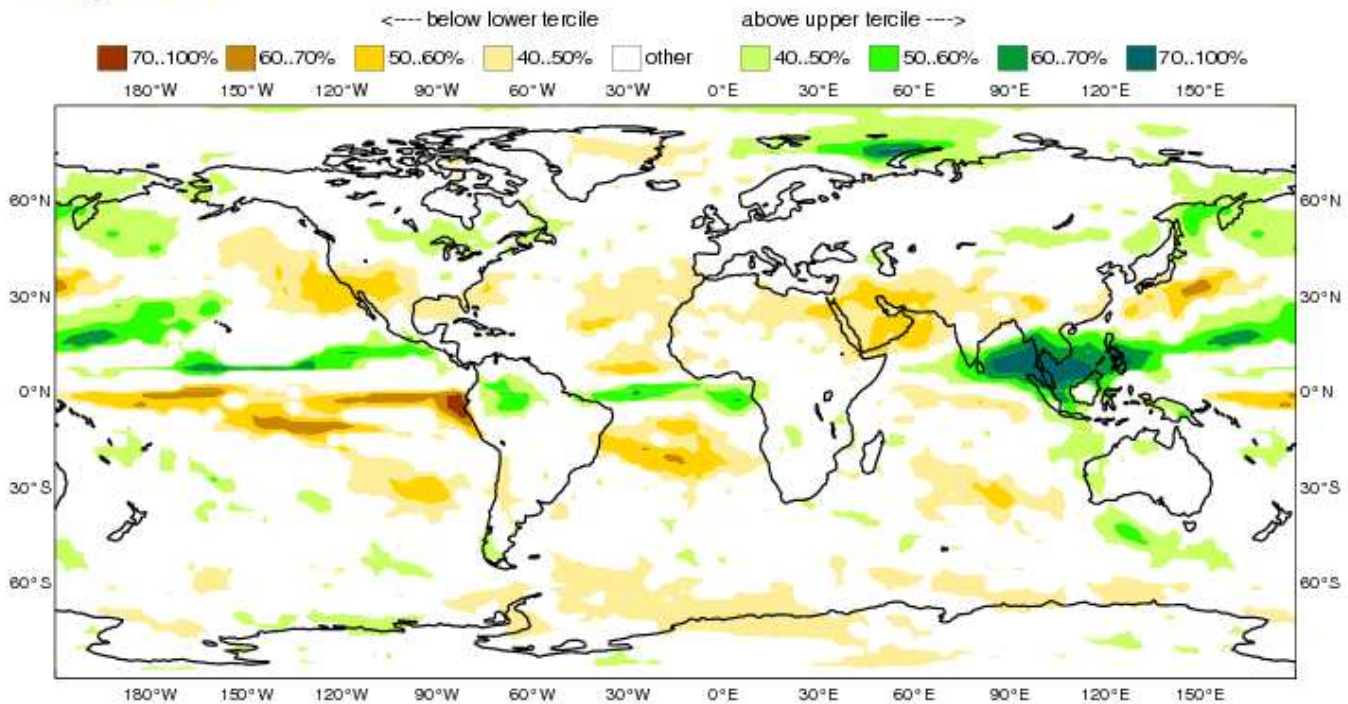 <---- below lower tercile above upper tercile ---->
70..100% 60..70% 50..60% 40..50% other 40..50% 50..60% 60..70% 70..100%
180°W 150°W 120°W 90°W 60°W 30°W 0°E 30°E 60°E 90°E 120°E 150°E
60°N 60°N
30°N 30°N
0°N 0°N
30°S 30°S
60°S 60°S
180°W 150°W 120°W 90°W 60°W 30°W 0°E 30°E 60°E 90°E 120°E 150°E